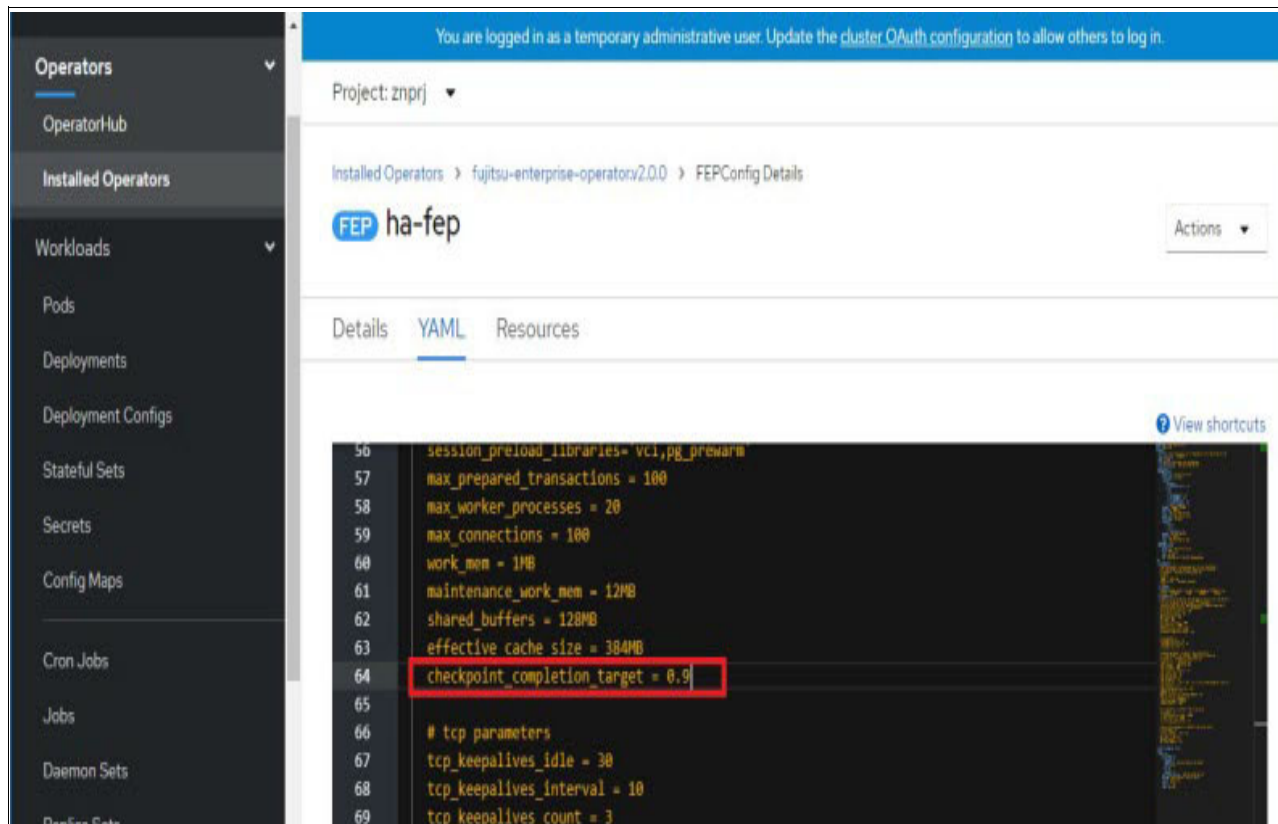 You are logged in as a temporary administrative user. Update the cluster OAuth configuration to allow others to log in.
Operators
OperatorHub
Installed Operators
Workloads
Pods
Deployments
Deployment Configs
Stateful Sets
Secrets
Config Maps
Cron Jobs
Jobs
Daemon Sets
Replica Sets
Project: znprj
Installed Operators > fujitsu-enterprise-operator.v2.0.0 > FEPConfig Details
FEP ha-fep
Actions
Details YAML Resources
View shortcuts
56 session_preload_libraries='vci,pg_prewarm'
57 max_prepared_transactions = 100
58 max_worker_processes = 20
59 max_connections = 100
60 work_mem = 1MB
61 maintenance_work_mem = 12MB
62 shared_buffers = 128MB
63 effective_cache_size = 384MB
64 checkpoint_completion_target = 0.9
65
66 # tcp parameters
67 tcp_keepalives_idle = 30
68 tcp_keepalives_interval = 10
69 tcp_keepalives_count = 3